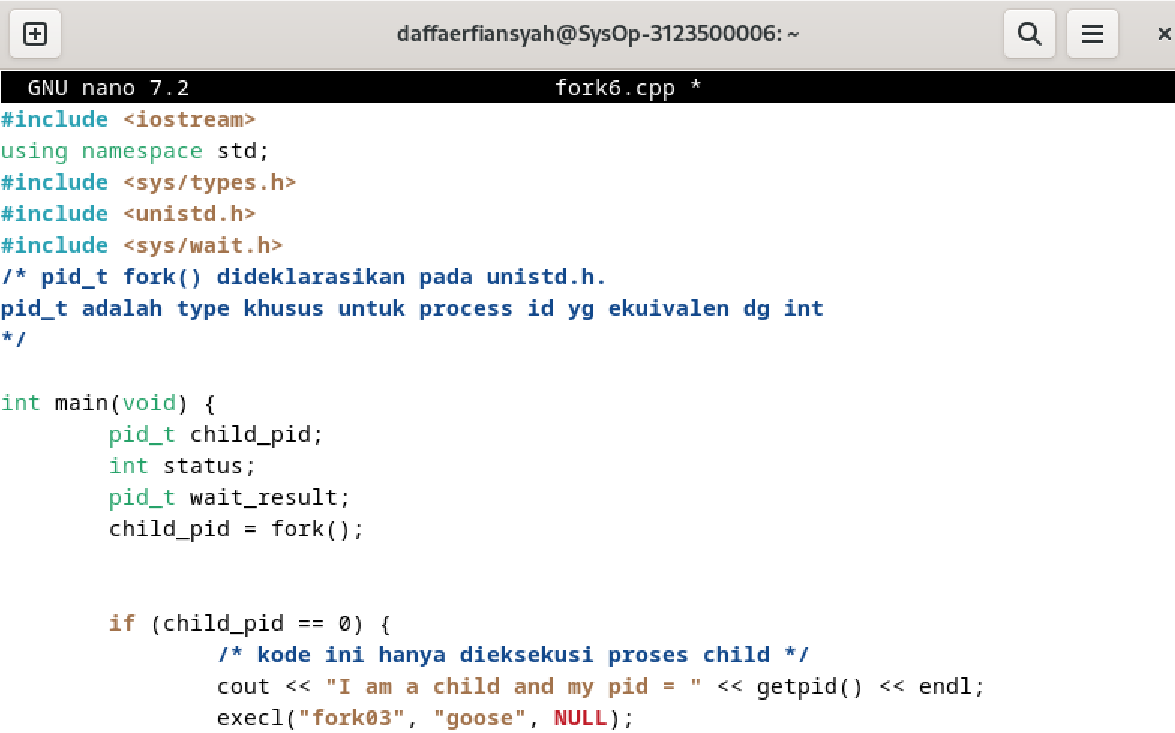 daffaerfiansyah@SysOp-3123500006: ~
GNU nano 7.2 fork6.cpp *
#include <iostream>
using namespace std;
#include <sys/types.h>
#include <unistd.h>
#include <sys/wait.h>
/* pid_t fork() dideklarasikan pada unistd.h.
pid_t adalah type khusus untuk process id yg ekuivalen dg int
*/
int main(void) {
pid_t child_pid;
int status;
pid_t wait_result;
child_pid = fork();
if (child_pid == 0) {
/* kode ini hanya dieksekusi proses child */
cout << "I am a child and my pid = " << getpid() << endl;
execl("fork03", "goose", NULL);